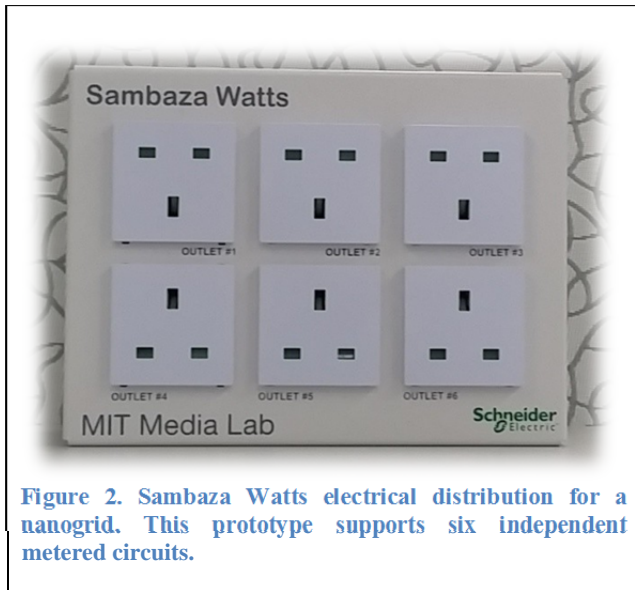 Sambaza Watts
OUTLET #1
OUTLET #2
OUTLET #3
OUTLET #4
OUTLET #5
OUTLET #6
MIT Media Lab
Schneider
Electric
Figure 2. Sambaza Watts electrical distribution for a
nanogrid. This prototype supports six independent
metered circuits.